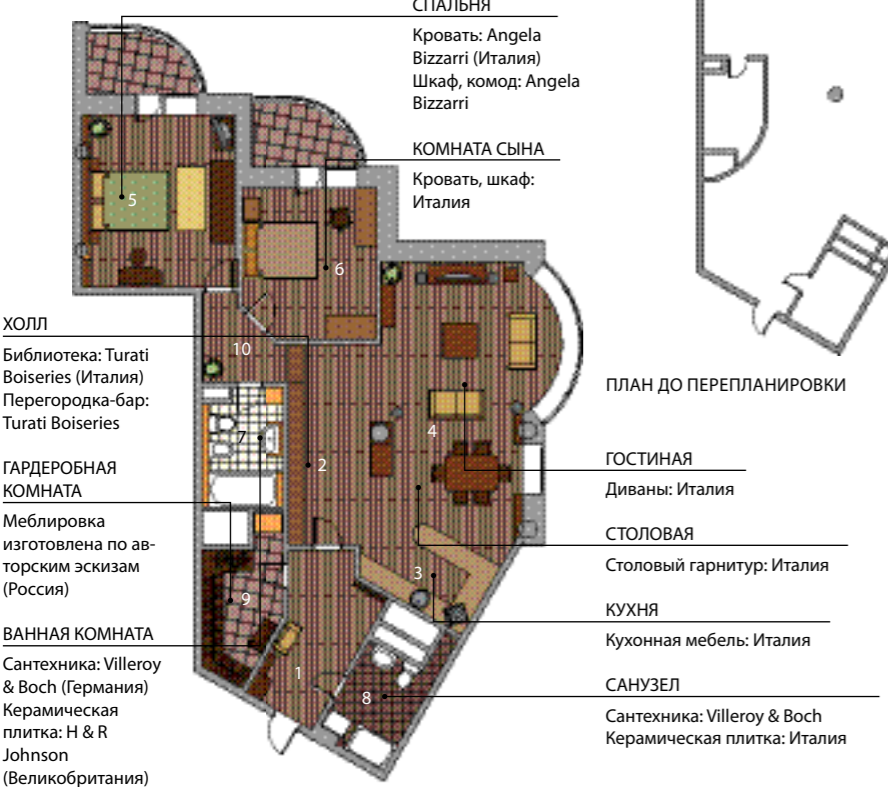 СПАЛЬНЯ
Кровать: Angela
Bizzarri (Италия)
Шкаф, комод: Angela
Bizzarri
КОМНАТА СЫНА
Кровать, шкаф:
Италия
ХОЛЛ
Библиотека: Turati
Boiseries (Италия)
Перегородка-бар:
Turati Boiseries
ГАРДЕРОБНАЯ
КОМНАТА
Меблировка
изготовлена по ав-
торским эскизам
(Россия)
ВАННАЯ КОМНАТА
Сантехника: Villeroy
& Boch (Германия)
Керамическая
плитка: H & R
Johnson
(Великобритания)
5
6
10
7
2
4
3
9
1
8
ПЛАН ДО ПЕРЕПЛАНИРОВКИ
ГОСТИНАЯ
Диваны: Италия
СТОЛОВАЯ
Столовый гарнитур: Италия
КУХНЯ
Кухонная мебель: Италия
САНУЗЕЛ
Сантехника: Villeroy & Boch
Керамическая плитка: Италия